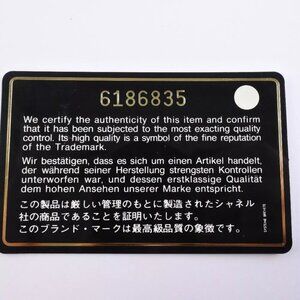 6186835
We certify the authenticity of this item and confirm
that it has been subjected to the most exacting quality
control. Its high quality is a symbol of the fine reputation
of the Trademark.
Wir bestätigen, dass es sich um einen Artikel handelt,
der während seiner Herstellung strengsten Kontrollen
unterworfen war, und dessen erstklassige Qualität
dem hohen Ansehen unserer Marke entspricht.
この製品は厳しい管理のもとに製造されたシャネル
社の商品であることを証明いたします。
このブランド・マークは最高級品質の象徴です。